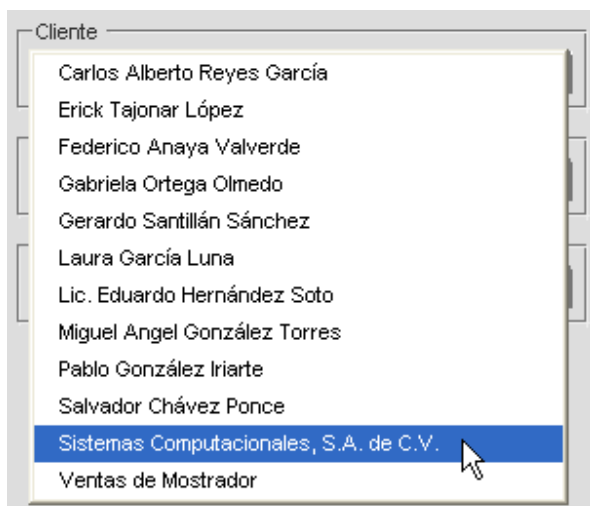 Cliente
Carlos Alberto Reyes García
Erick Tajonar López
Federico Anaya Valverde
Gabriela Ortega Olmedo
Gerardo Santillán Sánchez
Laura García Luna
Lic. Eduardo Hernández Soto
Miguel Angel González Torres
Pablo González Iriarte
Salvador Chávez Ponce
Sistemas Computacionales, S.A. de C.V.
Ventas de Mostrador